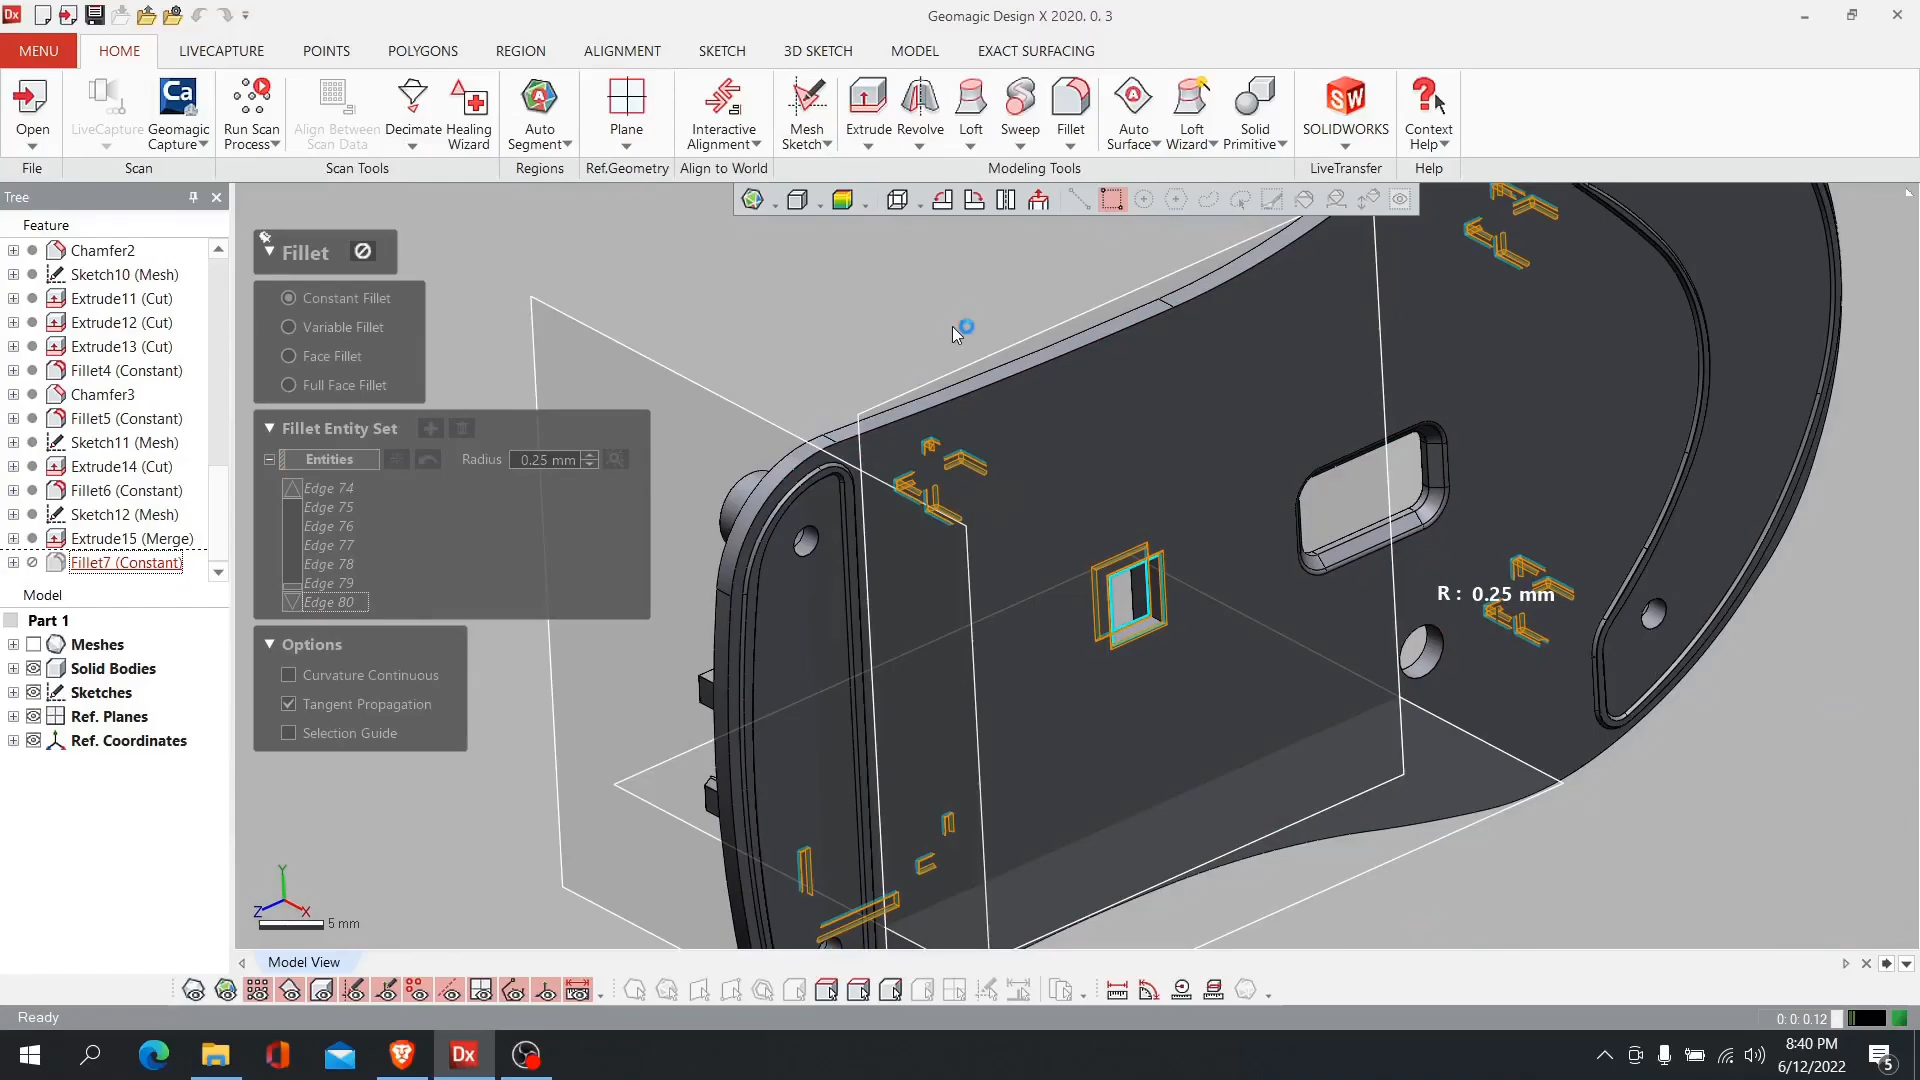 Dx
Geomagic Design X 2020. 0. 3
MENU
HOME
LIVECAPTURE
POINTS
POLYGONS
REGION
ALIGNMENT
SKETCH
3D SKETCH
MODEL
EXACT SURFACING
Open
LiveCapture
Ca
Geomagic
Capture
Run Scan
Process
Align Between
Scan Data
Decimate
Healing
Wizard
Auto
Segment
Plane
Interactive
Alignment
Mesh
Sketch
Extrude
Revolve
Loft
Sweep
Fillet
Auto
Surface
Loft
Wizard
Solid
Primitive
SW
SOLIDWORKS
Context
Help
File
Scan
Scan Tools
Regions
Ref.Geometry
Align to World
Modeling Tools
LiveTransfer
Help
Tree
Feature
Chamfer2
Sketch10 (Mesh)
Extrude11 (Cut)
Extrude12 (Cut)
Extrude13 (Cut)
Fillet4 (Constant)
Chamfer3
Fillet5 (Constant)
Sketch11 (Mesh)
Extrude14 (Cut)
Fillet6 (Constant)
Sketch12 (Mesh)
Extrude15 (Merge)
Fillet7 (Constant)
Model
Part 1
Meshes
Solid Bodies
Sketches
Ref. Planes
Ref. Coordinates
Fillet
Constant Fillet
Variable Fillet
Face Fillet
Full Face Fillet
Fillet Entity Set
Entities
Radius
0.25 mm
Edge 74
Edge 75
Edge 76
Edge 77
Edge 78
Edge 79
Edge 80
Options
Curvature Continuous
Tangent Propagation
Selection Guide
R : 0.25 mm
Y
Z
X
5 mm
Model View
Ready
0: 0: 0.12
Dx
8:40 PM
6/12/2022
5